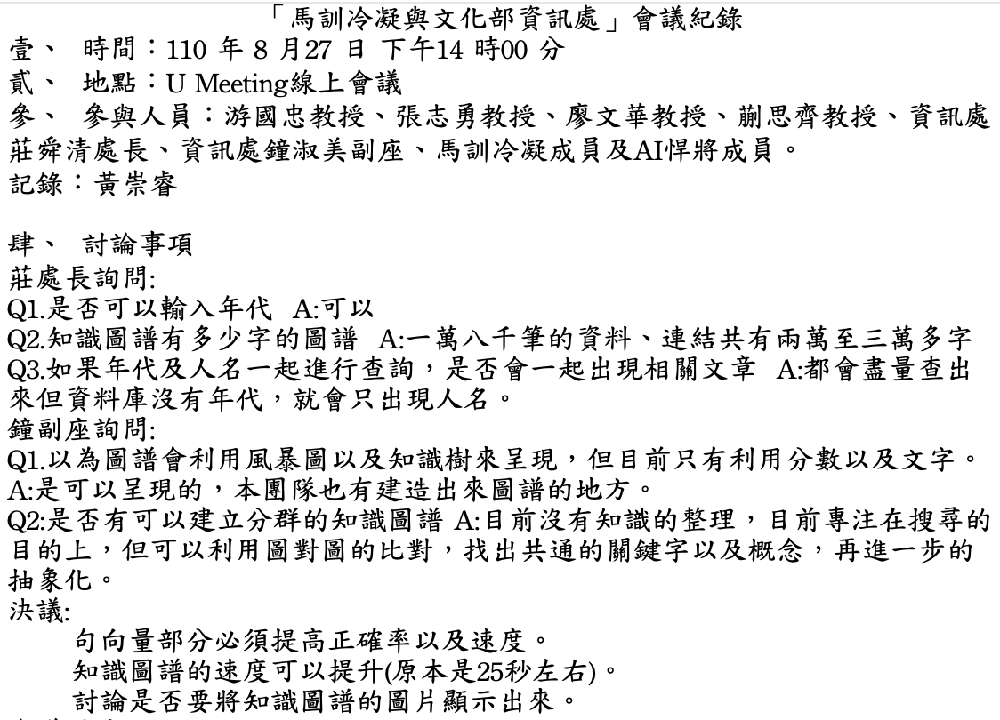 「馬訓冷凝與文化部資訊處」會議紀錄
壹、 時間：110 年 8 月27 日 下午14 時00 分
貳、 地點：U Meeting線上會議
參、 參與人員：游國忠教授、張志勇教授、廖文華教授、蒯思齊教授、資訊處
莊舜清處長、資訊處鐘淑美副座、馬訓冷凝成員及AI悍將成員。
記錄：黃崇睿
肆、 討論事項
莊處長詢問:
Q1.是否可以輸入年代 A:可以
Q2.知識圖譜有多少字的圖譜 A:一萬八千筆的資料、連結共有兩萬至三萬多字
Q3.如果年代及人名一起進行查詢，是否會一起出現相關文章 A:都會盡量查出
來但資料庫沒有年代，就會只出現人名。
鐘副座詢問:
Q1.以為圖譜會利用風暴圖以及知識樹來呈現，但目前只有利用分數以及文字。
A:是可以呈現的，本團隊也有建造出來圖譜的地方。
Q2:是否有可以建立分群的知識圖譜 A:目前沒有知識的整理，目前專注在搜尋的
目的上，但可以利用圖對圖的比對，找出共通的關鍵字以及概念，再進一步的
抽象化。
決議:
句向量部分必須提高正確率以及速度。
知識圖譜的速度可以提升(原本是25秒左右)。
討論是否要將知識圖譜的圖片顯示出來。